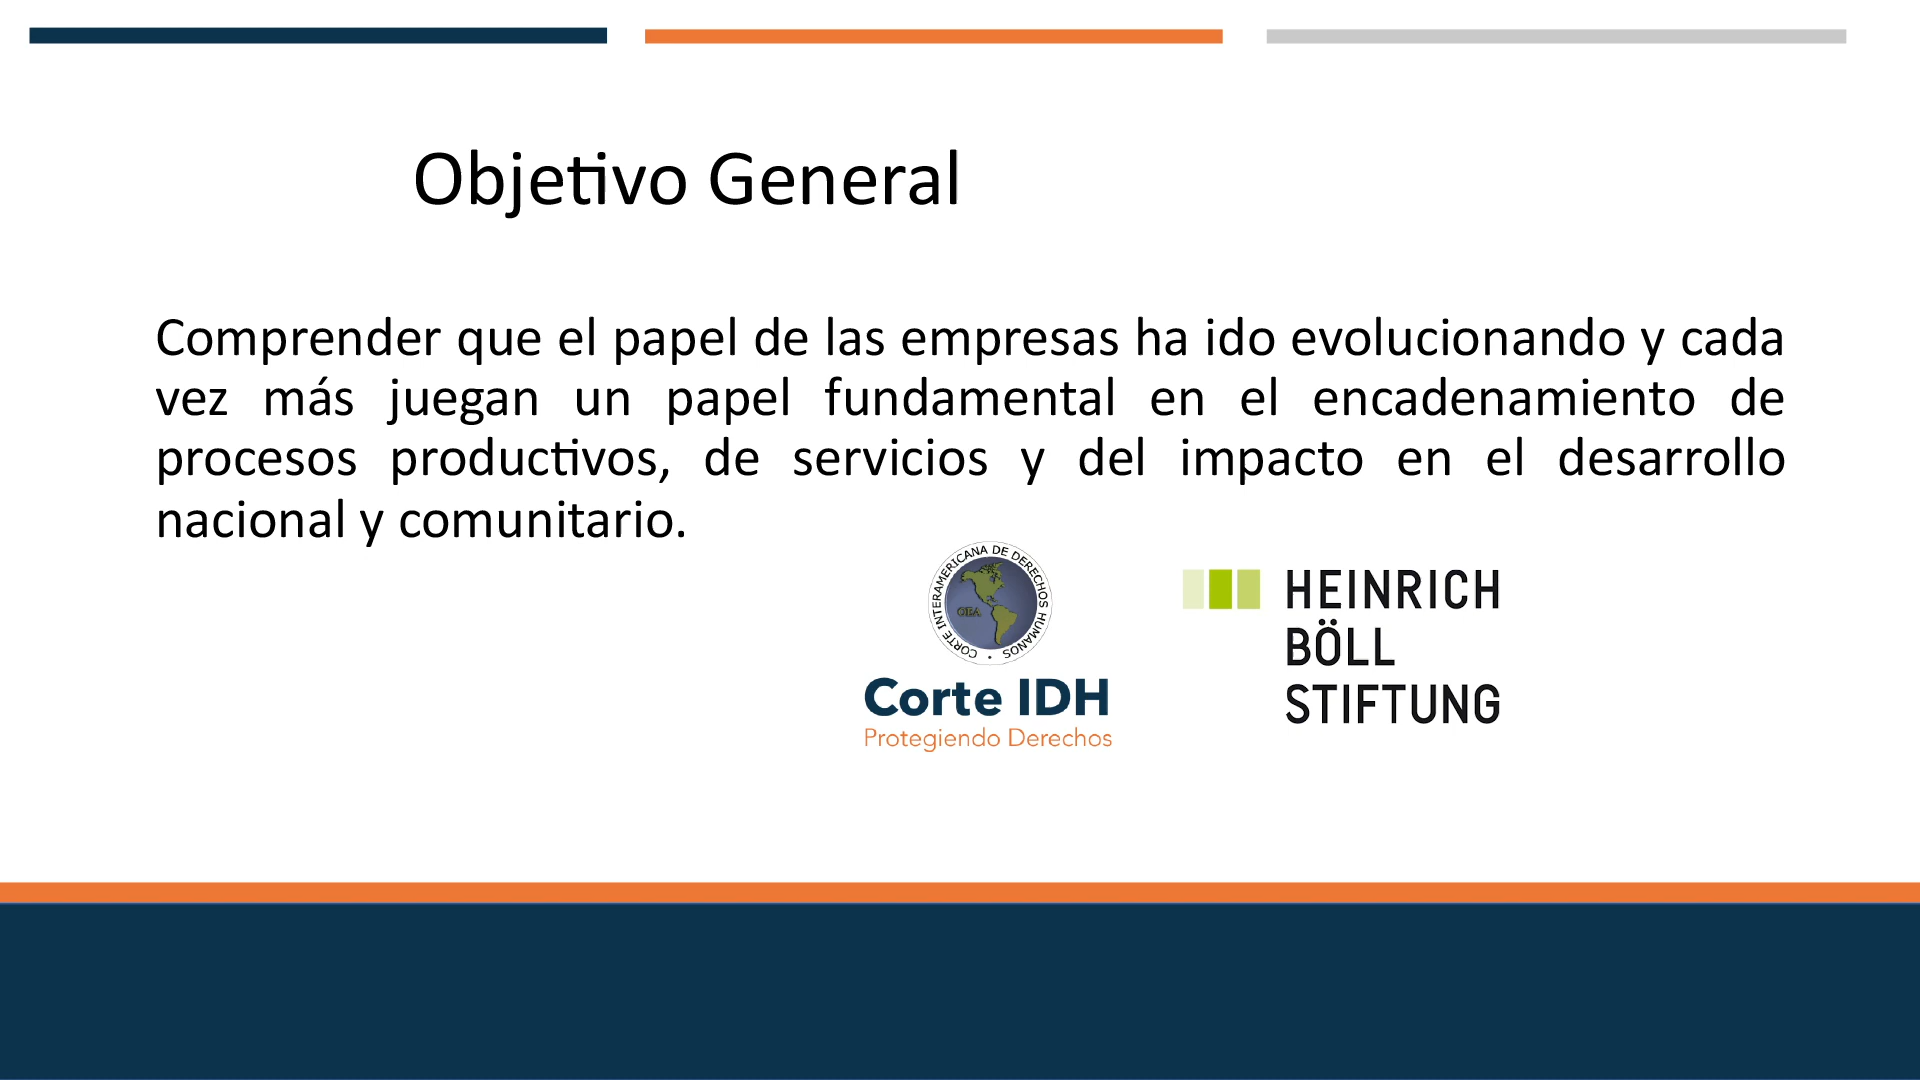 Objetivo General
Comprender que el papel de las empresas ha ido evolucionando y cada
vez más juegan un papel fundamental en el encadenamiento de
procesos productivos, de servicios y del impacto en el desarrollo
nacional y comunitario.
CORTE INTERAMERICANA DE DERECHOS HUMANOS
OEA
Corte IDH
Protegiendo Derechos
HEINRICH
BÖLL
STIFTUNG